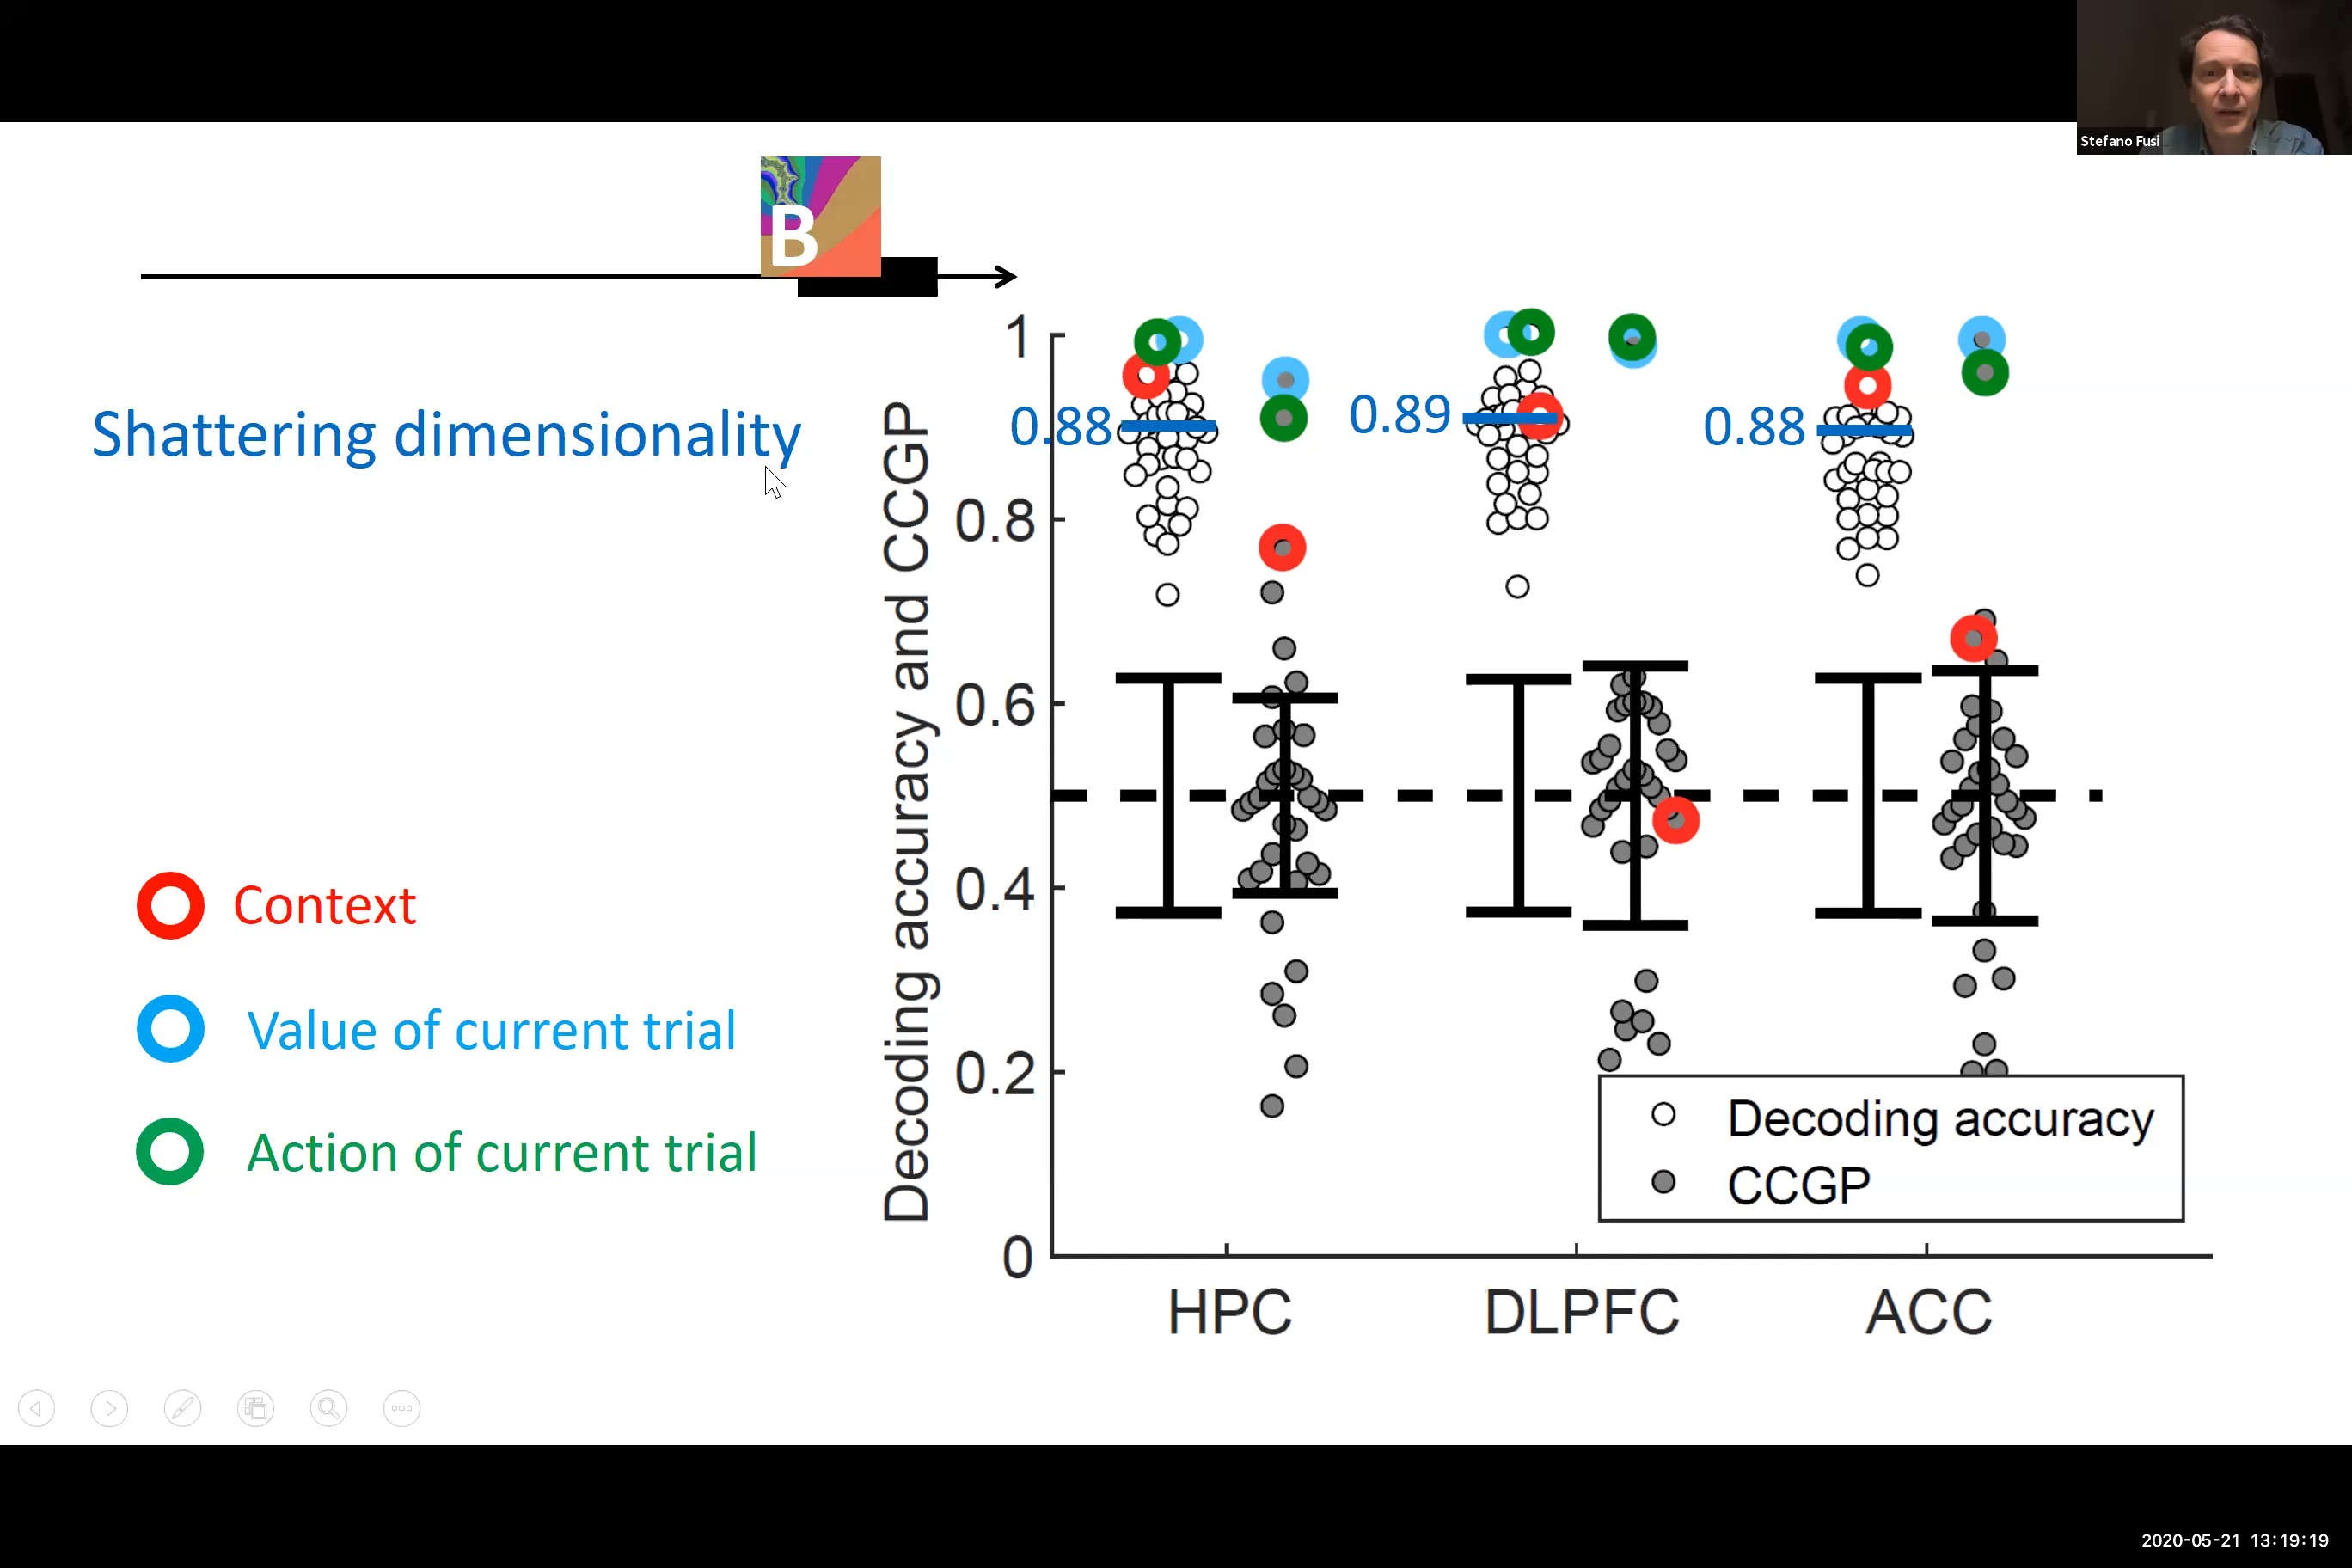 Stefano Fusi
B
Shattering dimensionality
Context
Value of current trial
Action of current trial
Decoding accuracy and CCGP
1
0.8
0.6
0.4
0.2
0
0.88
0.89
0.88
Decoding accuracy
CCGP
HPC
DLPFC
ACC
2020-05-21 13:19:19